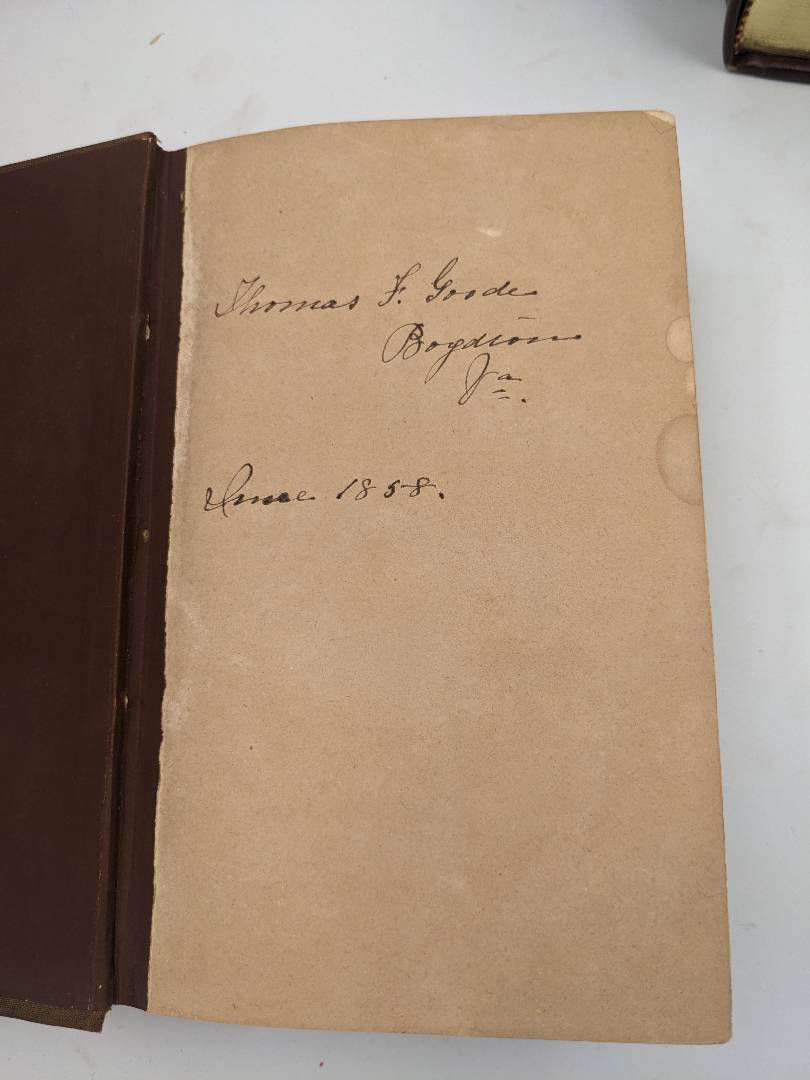 Thomas F. Goode
Boydton
Va.
June 1858.